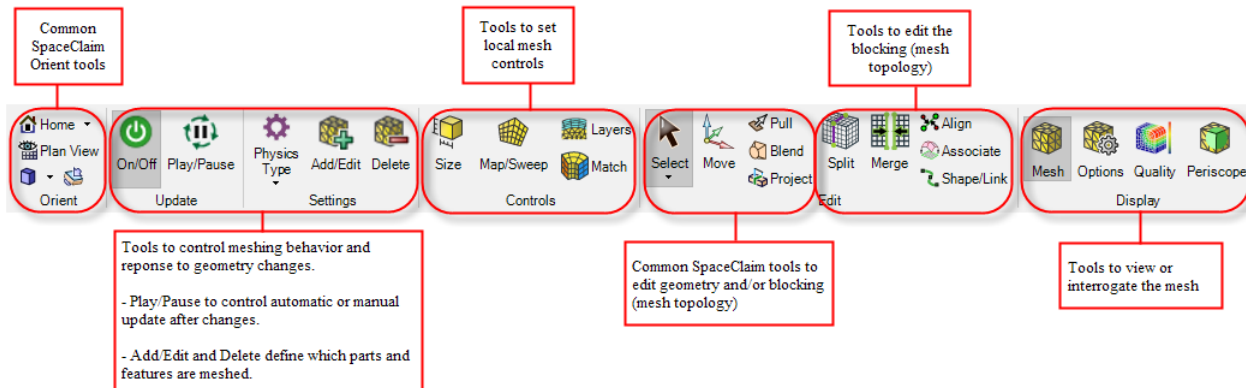 Common
SpaceClaim
Orient tools
Tools to set
local mesh
controls
Tools to edit the
blocking (mesh
topology)
Home
Plan View
Orient
On/Off
Play/Pause
Update
Physics
Type
Add/Edit
Delete
Settings
Size
Map/Sweep
Layers
Match
Controls
Select
Move
Pull
Blend
Project
Split
Merge
Align
Associate
Shape/Link
Edit
Mesh
Options
Quality
Periscope
Display
Tools to control meshing behavior and
reponse to geometry changes.
- Play/Pause to control automatic or manual
update after changes.
- Add/Edit and Delete define which parts and
features are meshed.
Common SpaceClaim tools to
edit geometry and/or blocking
(mesh topology)
Tools to view or
interrogate the mesh